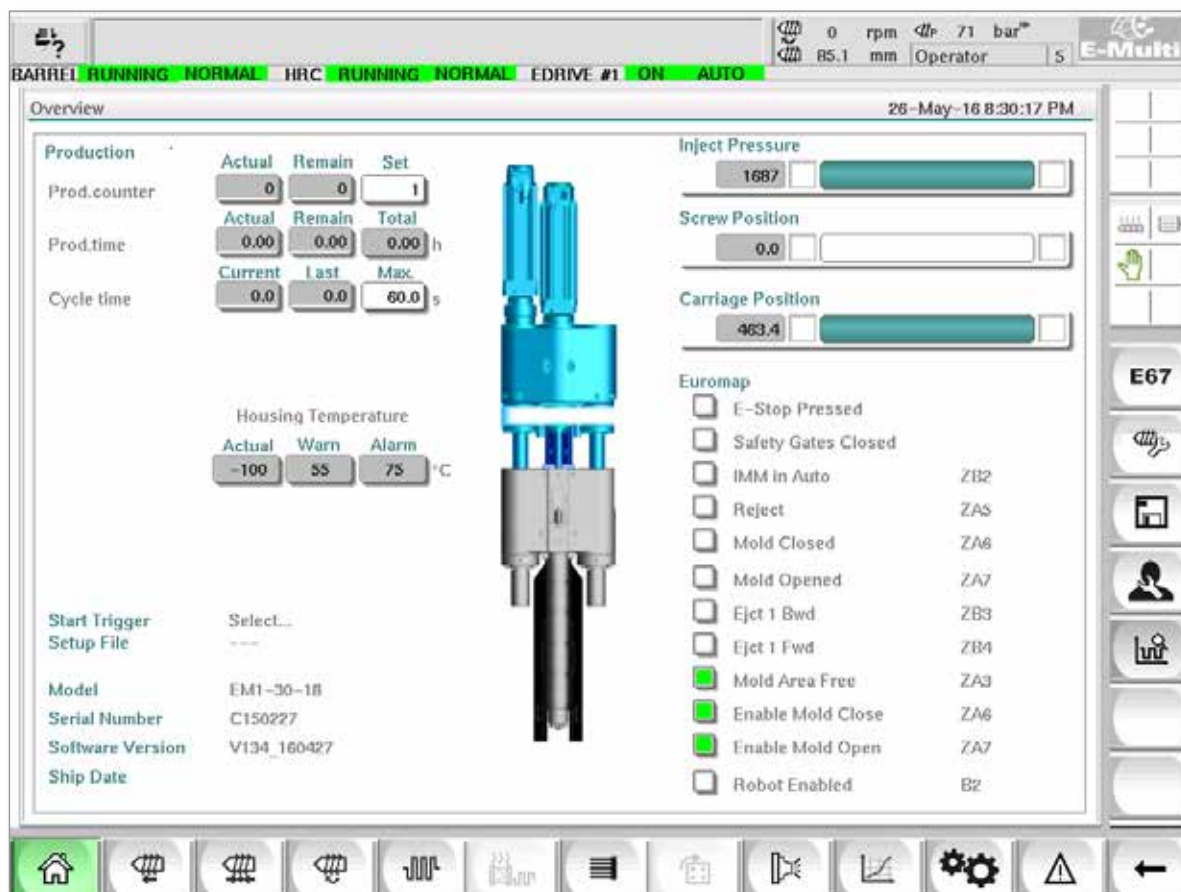 0 rpm P 71 bar
85.1 mm Operator S
E-Multi
BARREL RUNNING NORMAL HRC RUNNING NORMAL EDRIVE #1 ON AUTO
Overview 26-May-16 8:30:17 PM
Production
Actual Remain Set
Prod.counter 0 0 1
Actual Remain Total
Prod.time 0.00 0.00 0.00 h
Current Last Max.
Cycle time 0.0 0.0 60.0 s
Housing Temperature
Actual Warn Alarm
-100 55 75 °C
Start Trigger Select...
Setup File ---
Model EM1-30-18
Serial Number C150227
Software Version V134_160427
Ship Date
Inject Pressure
1687
Screw Position
0.0
Carriage Position
463.4
Euromap
E-Stop Pressed
Safety Gates Closed
IMM in Auto ZB2
Reject ZA5
Mold Closed ZA6
Mold Opened ZA7
Ejct 1 Bwd ZB3
Ejct 1 Fwd ZB4
Mold Area Free ZA3
Enable Mold Close ZA6
Enable Mold Open ZA7
Robot Enabled B2
E67